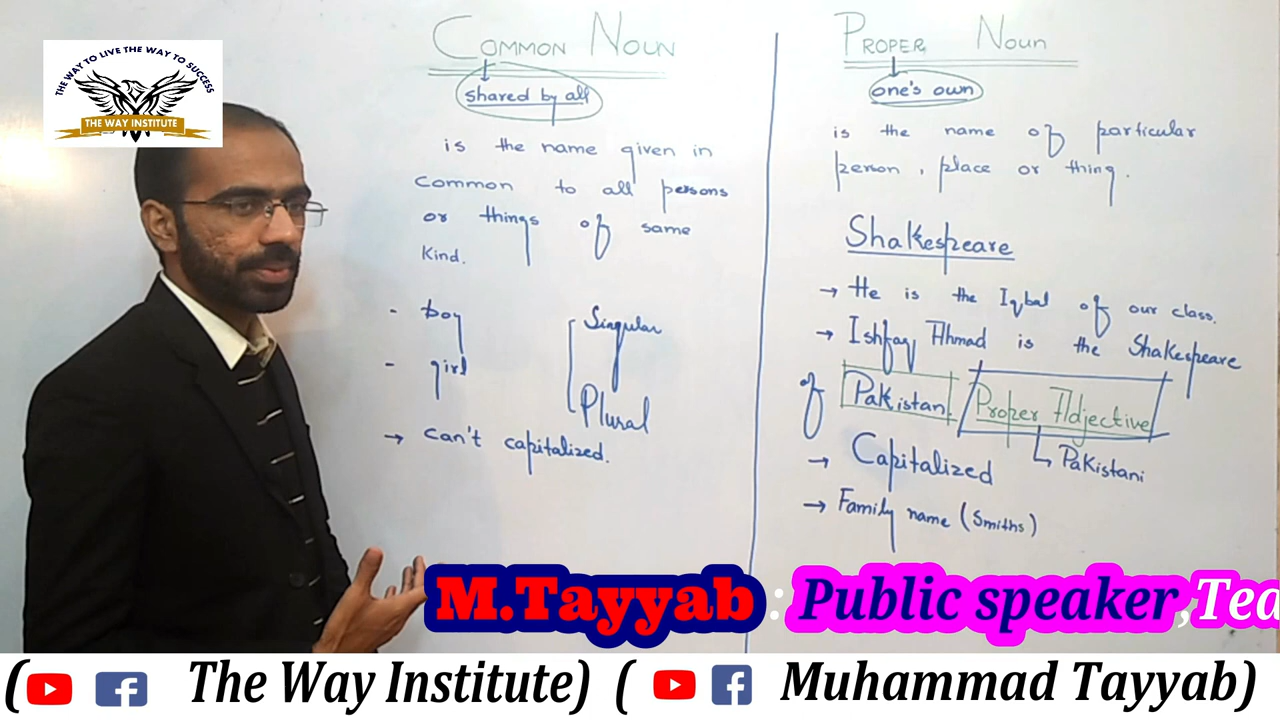 THE WAY TO LIVE THE WAY TO SUCCESS
THE WAY INSTITUTE
COMMON NOUN
shared by all
is the name given in
common to all persons
or things of same
kind.
- boy
- girl
Singular
Plural
→ can't capitalized.
PROPER NOUN
one's own
is the name of particular
person, place or thing.
Shakespeare
→ He is the Iqbal of our class.
→ Ishfaq Ahmad is the Shakespeare
of Pakistan. Proper Adjective
→ Capitalized
Pakistani
→ Family name (Smiths)
M.Tayyab : Public speaker, Tea
( The Way Institute) ( Muhammad Tayyab)